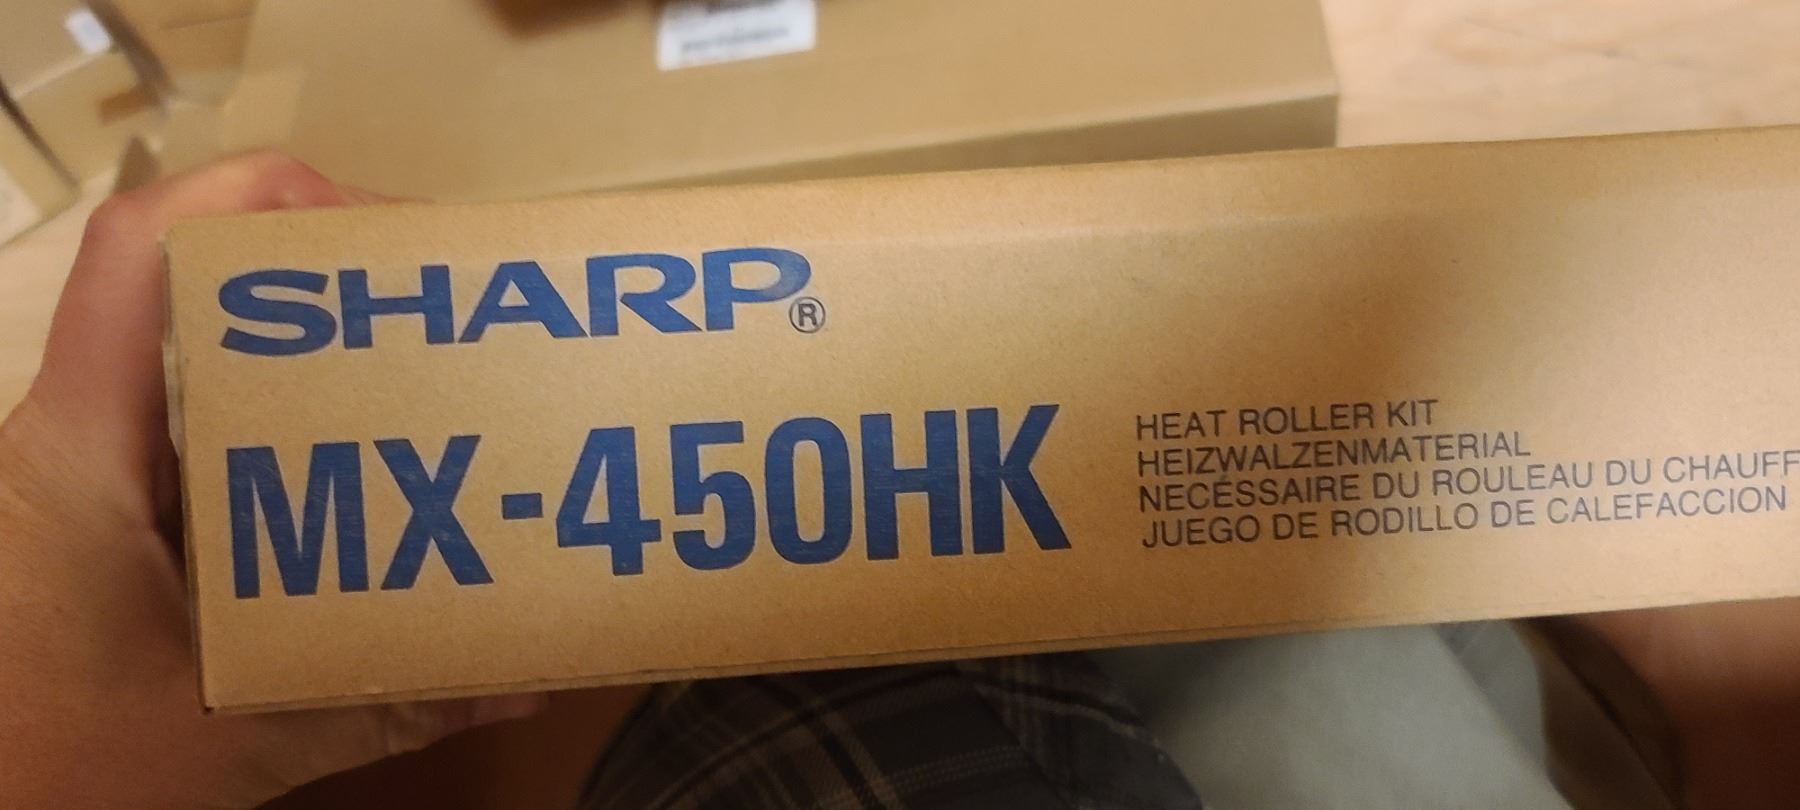 SHARP®
MX-450HK
HEAT ROLLER KIT
HEIZWALZENMATERIAL
NECÉSSAIRE DU ROULEAU DU CHAUFF
JUEGO DE RODILLO DE CALEFACCION